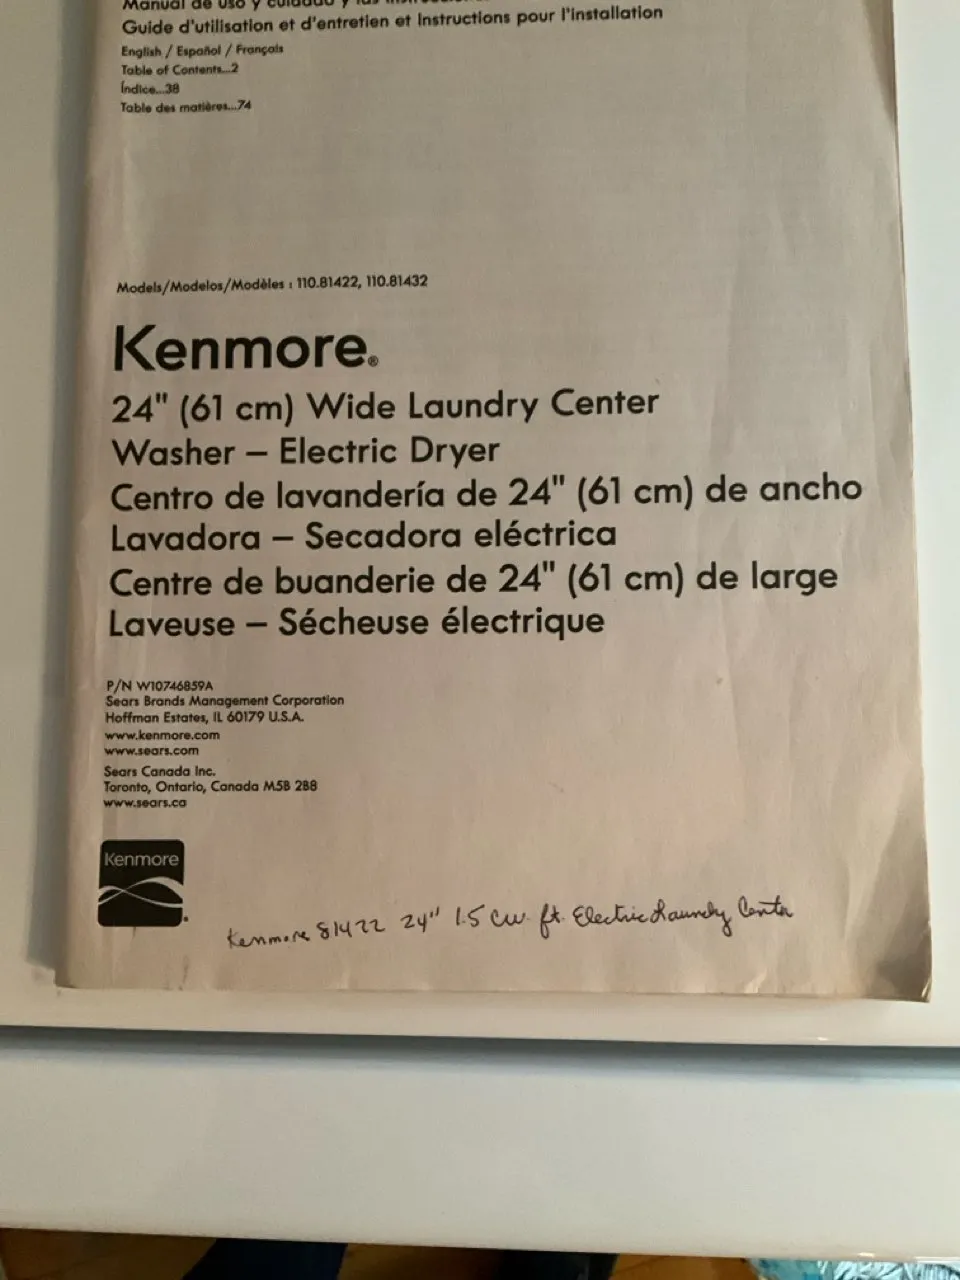 Manual de uso y cuidado y las
Guide d'utilisation et d'entretien et Instructions pour l'installation
English / Español / Français
Table of Contents...2
Índice...38
Table des matières...74
Models/Modelos/Modèles : 110.81422, 110.81432
Kenmore®
24" (61 cm) Wide Laundry Center
Washer – Electric Dryer
Centro de lavandería de 24" (61 cm) de ancho
Lavadora – Secadora eléctrica
Centre de buanderie de 24" (61 cm) de large
Laveuse – Sécheuse électrique
P/N W10746859A
Sears Brands Management Corporation
Hoffman Estates, IL 60179 U.S.A.
www.kenmore.com
www.sears.com
Sears Canada Inc.
Toronto, Ontario, Canada M5B 2B8
www.sears.ca
Kenmore
Kenmore 81422 24" 1.5 cu. ft. Electric Laundry Center